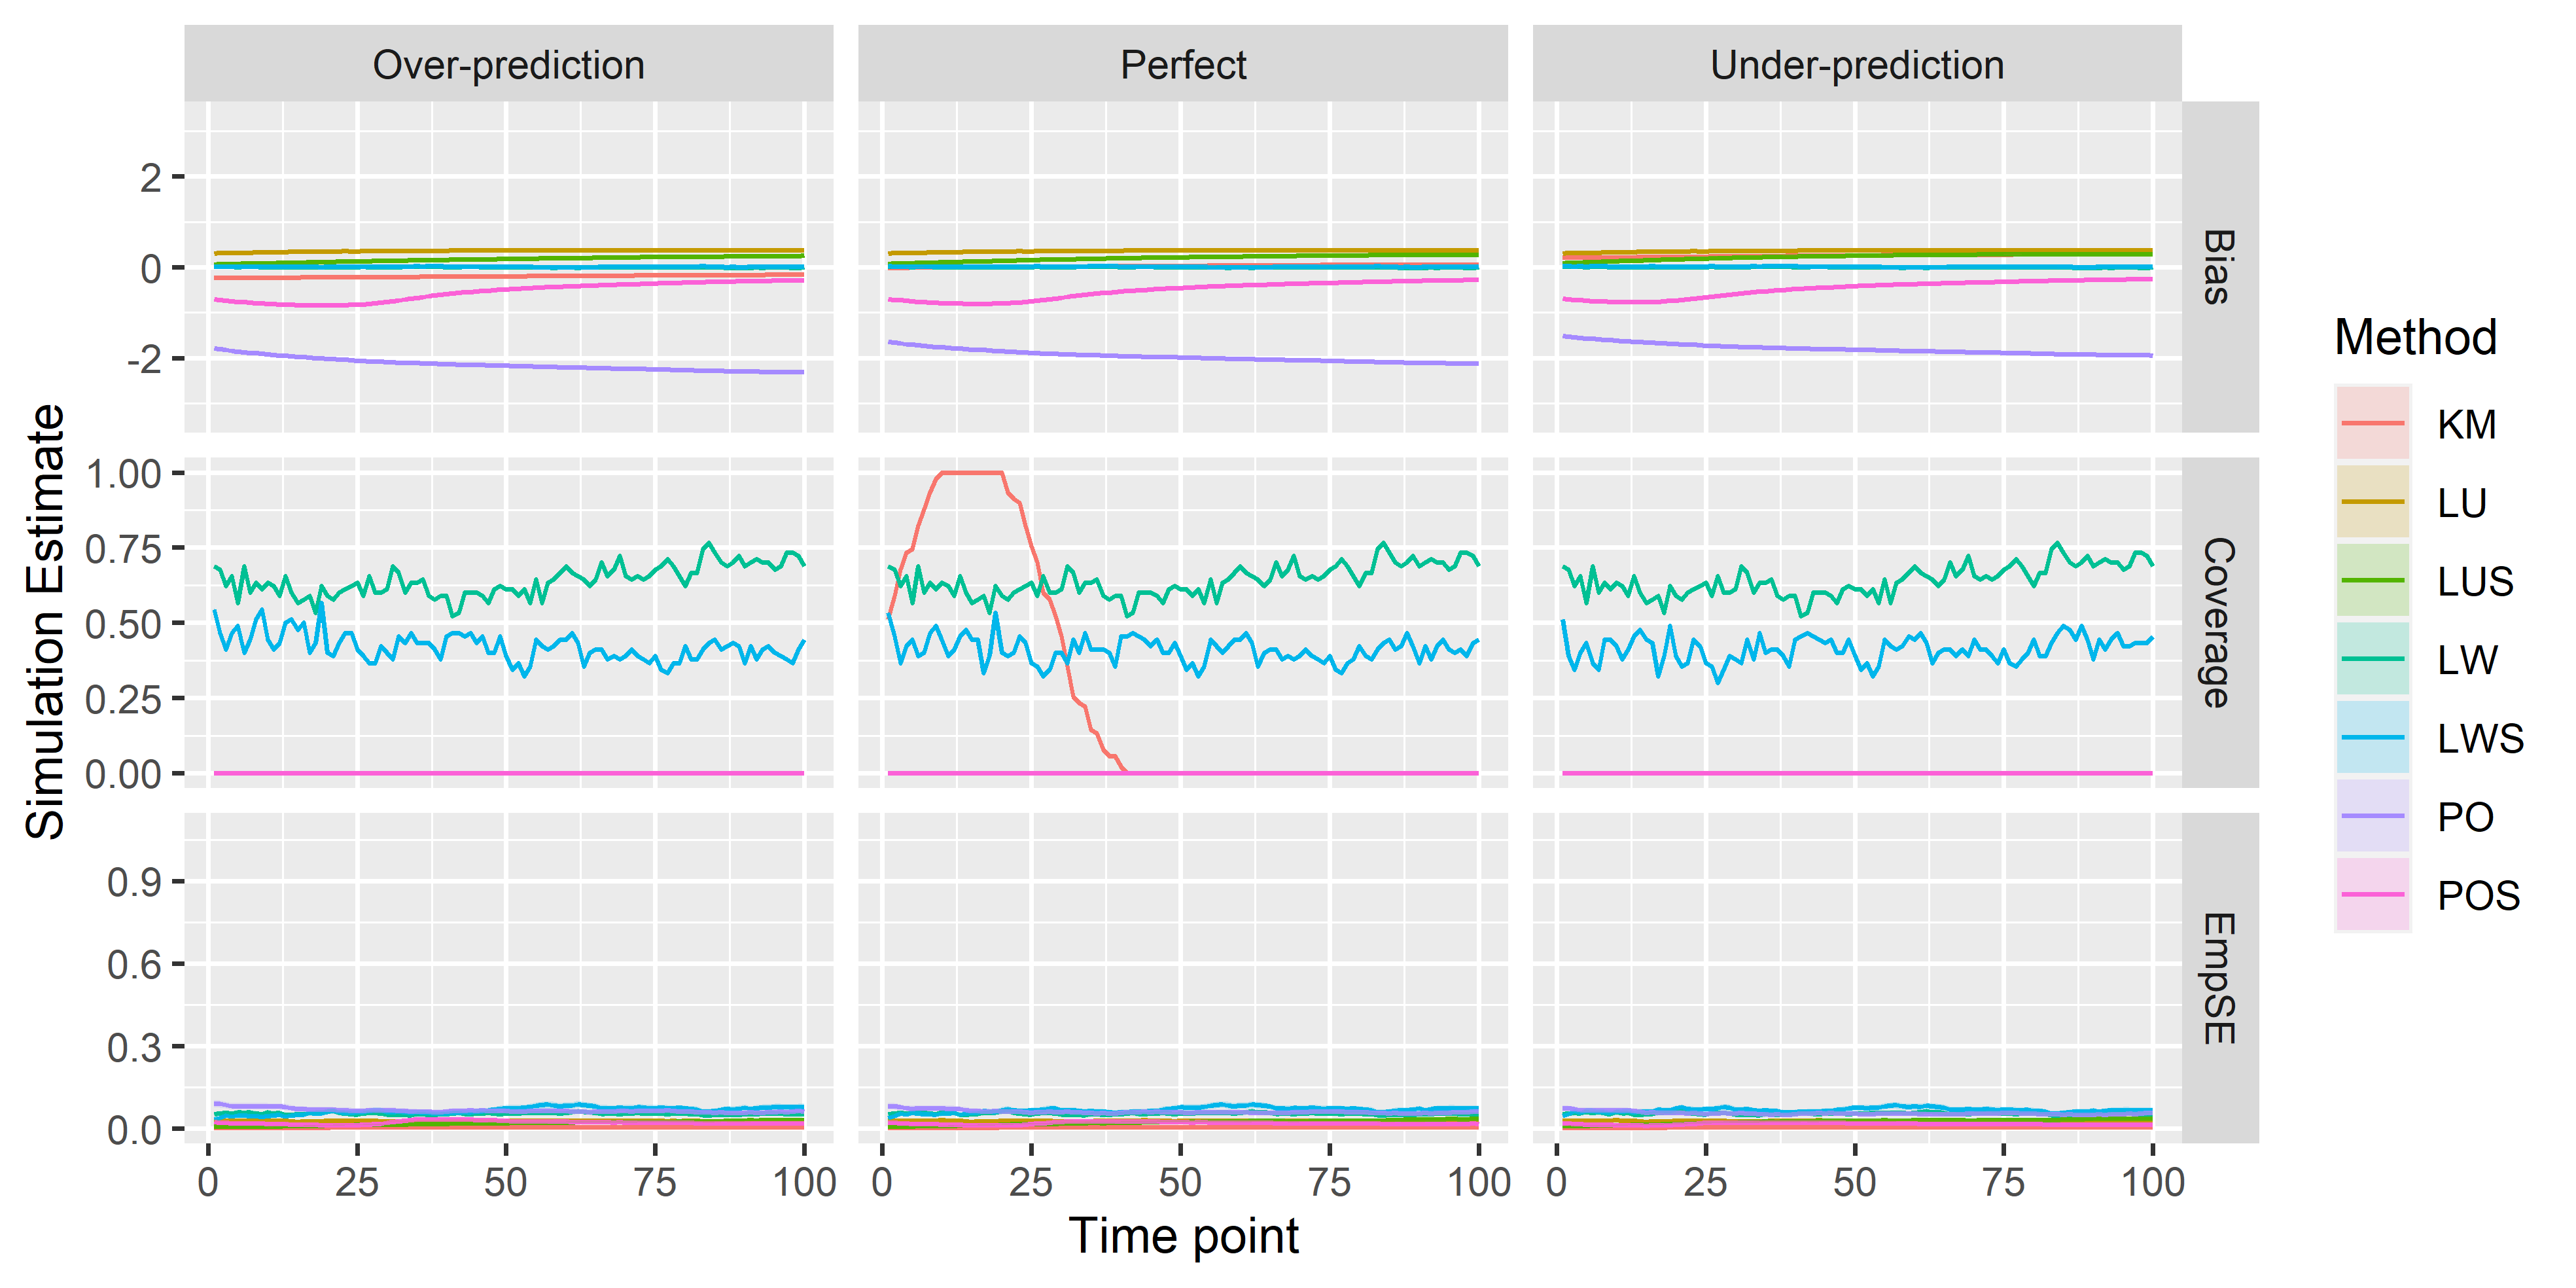 Over-prediction
Perfect
Under-prediction
2
0
-2
Bias
1.00
0.75
0.50
0.25
0.00
Coverage
0.9
0.6
0.3
0.0
EmpSE
0 25 50 75 100
0 25 50 75 100
0 25 50 75 100
Time point
Simulation Estimate
Method
KM
LU
LUS
LW
LWS
PO
POS